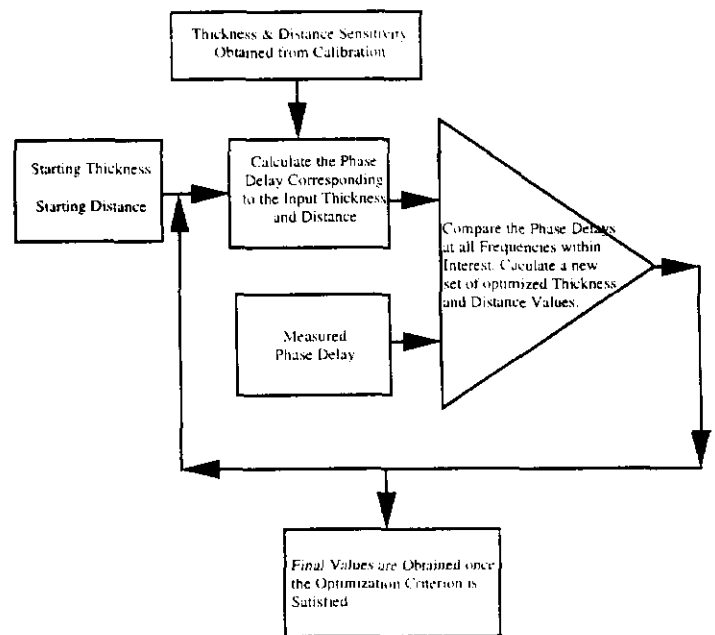 Thickness & Distance Sensitivity
Obtained from Calibration
Starting Thickness
Starting Distance
Calculate the Phase
Delay Corresponding
to the Input Thickness
and Distance
Compare the Phase Delays
at all Frequencies within
Interest. Calculate a new
set of optimized Thickness
and Distance Values.
Measured
Phase Delay
Final Values are Obtained once
the Optimization Criterion is
Satisfied